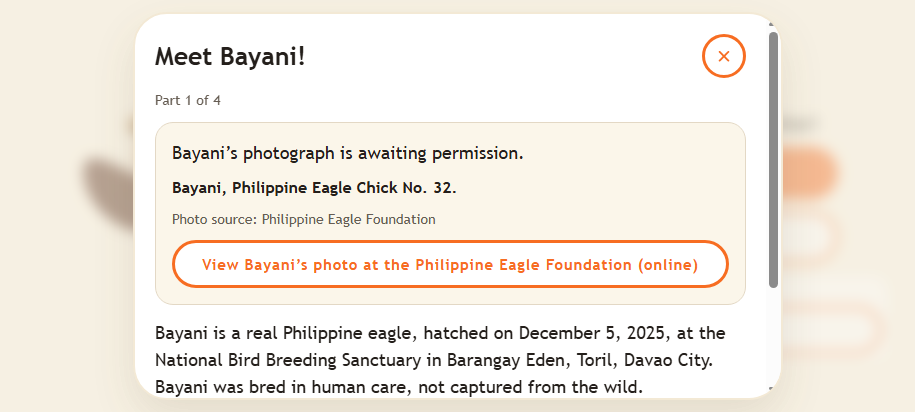 Meet Bayani!
Part 1 of 4
Bayani’s photograph is awaiting permission.
Bayani, Philippine Eagle Chick No. 32.
Photo source: Philippine Eagle Foundation
View Bayani’s photo at the Philippine Eagle Foundation (online)
Bayani is a real Philippine eagle, hatched on December 5, 2025, at the
National Bird Breeding Sanctuary in Barangay Eden, Toril, Davao City.
Bayani was bred in human care, not captured from the wild.